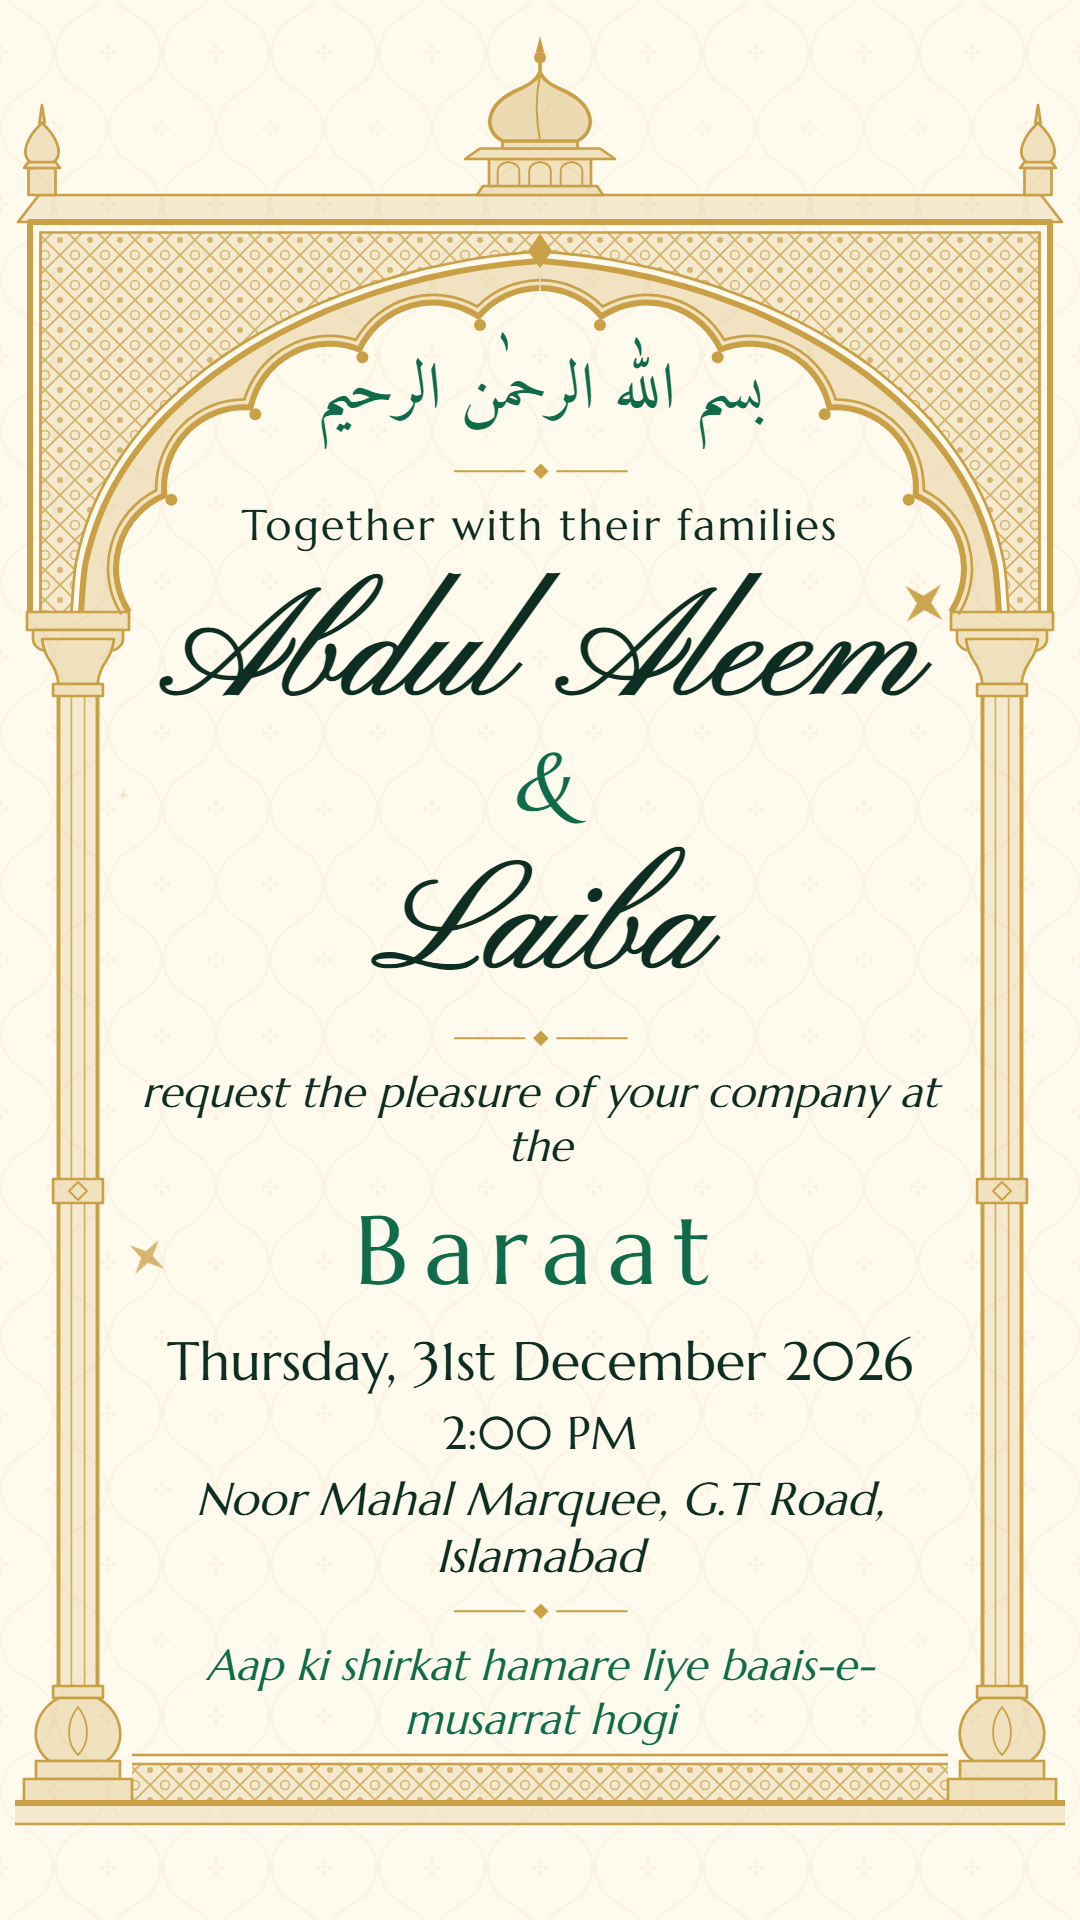 بسم الله الرحمٰن الرحيم
Together with their families
Abdul Aleem
&
Laiba
request the pleasure of your company at
the
Baraat
Thursday, 31st December 2026
2:00 PM
Noor Mahal Marquee, G.T Road,
Islamabad
Aap ki shirkat hamare liye baais-e-
musarrat hogi